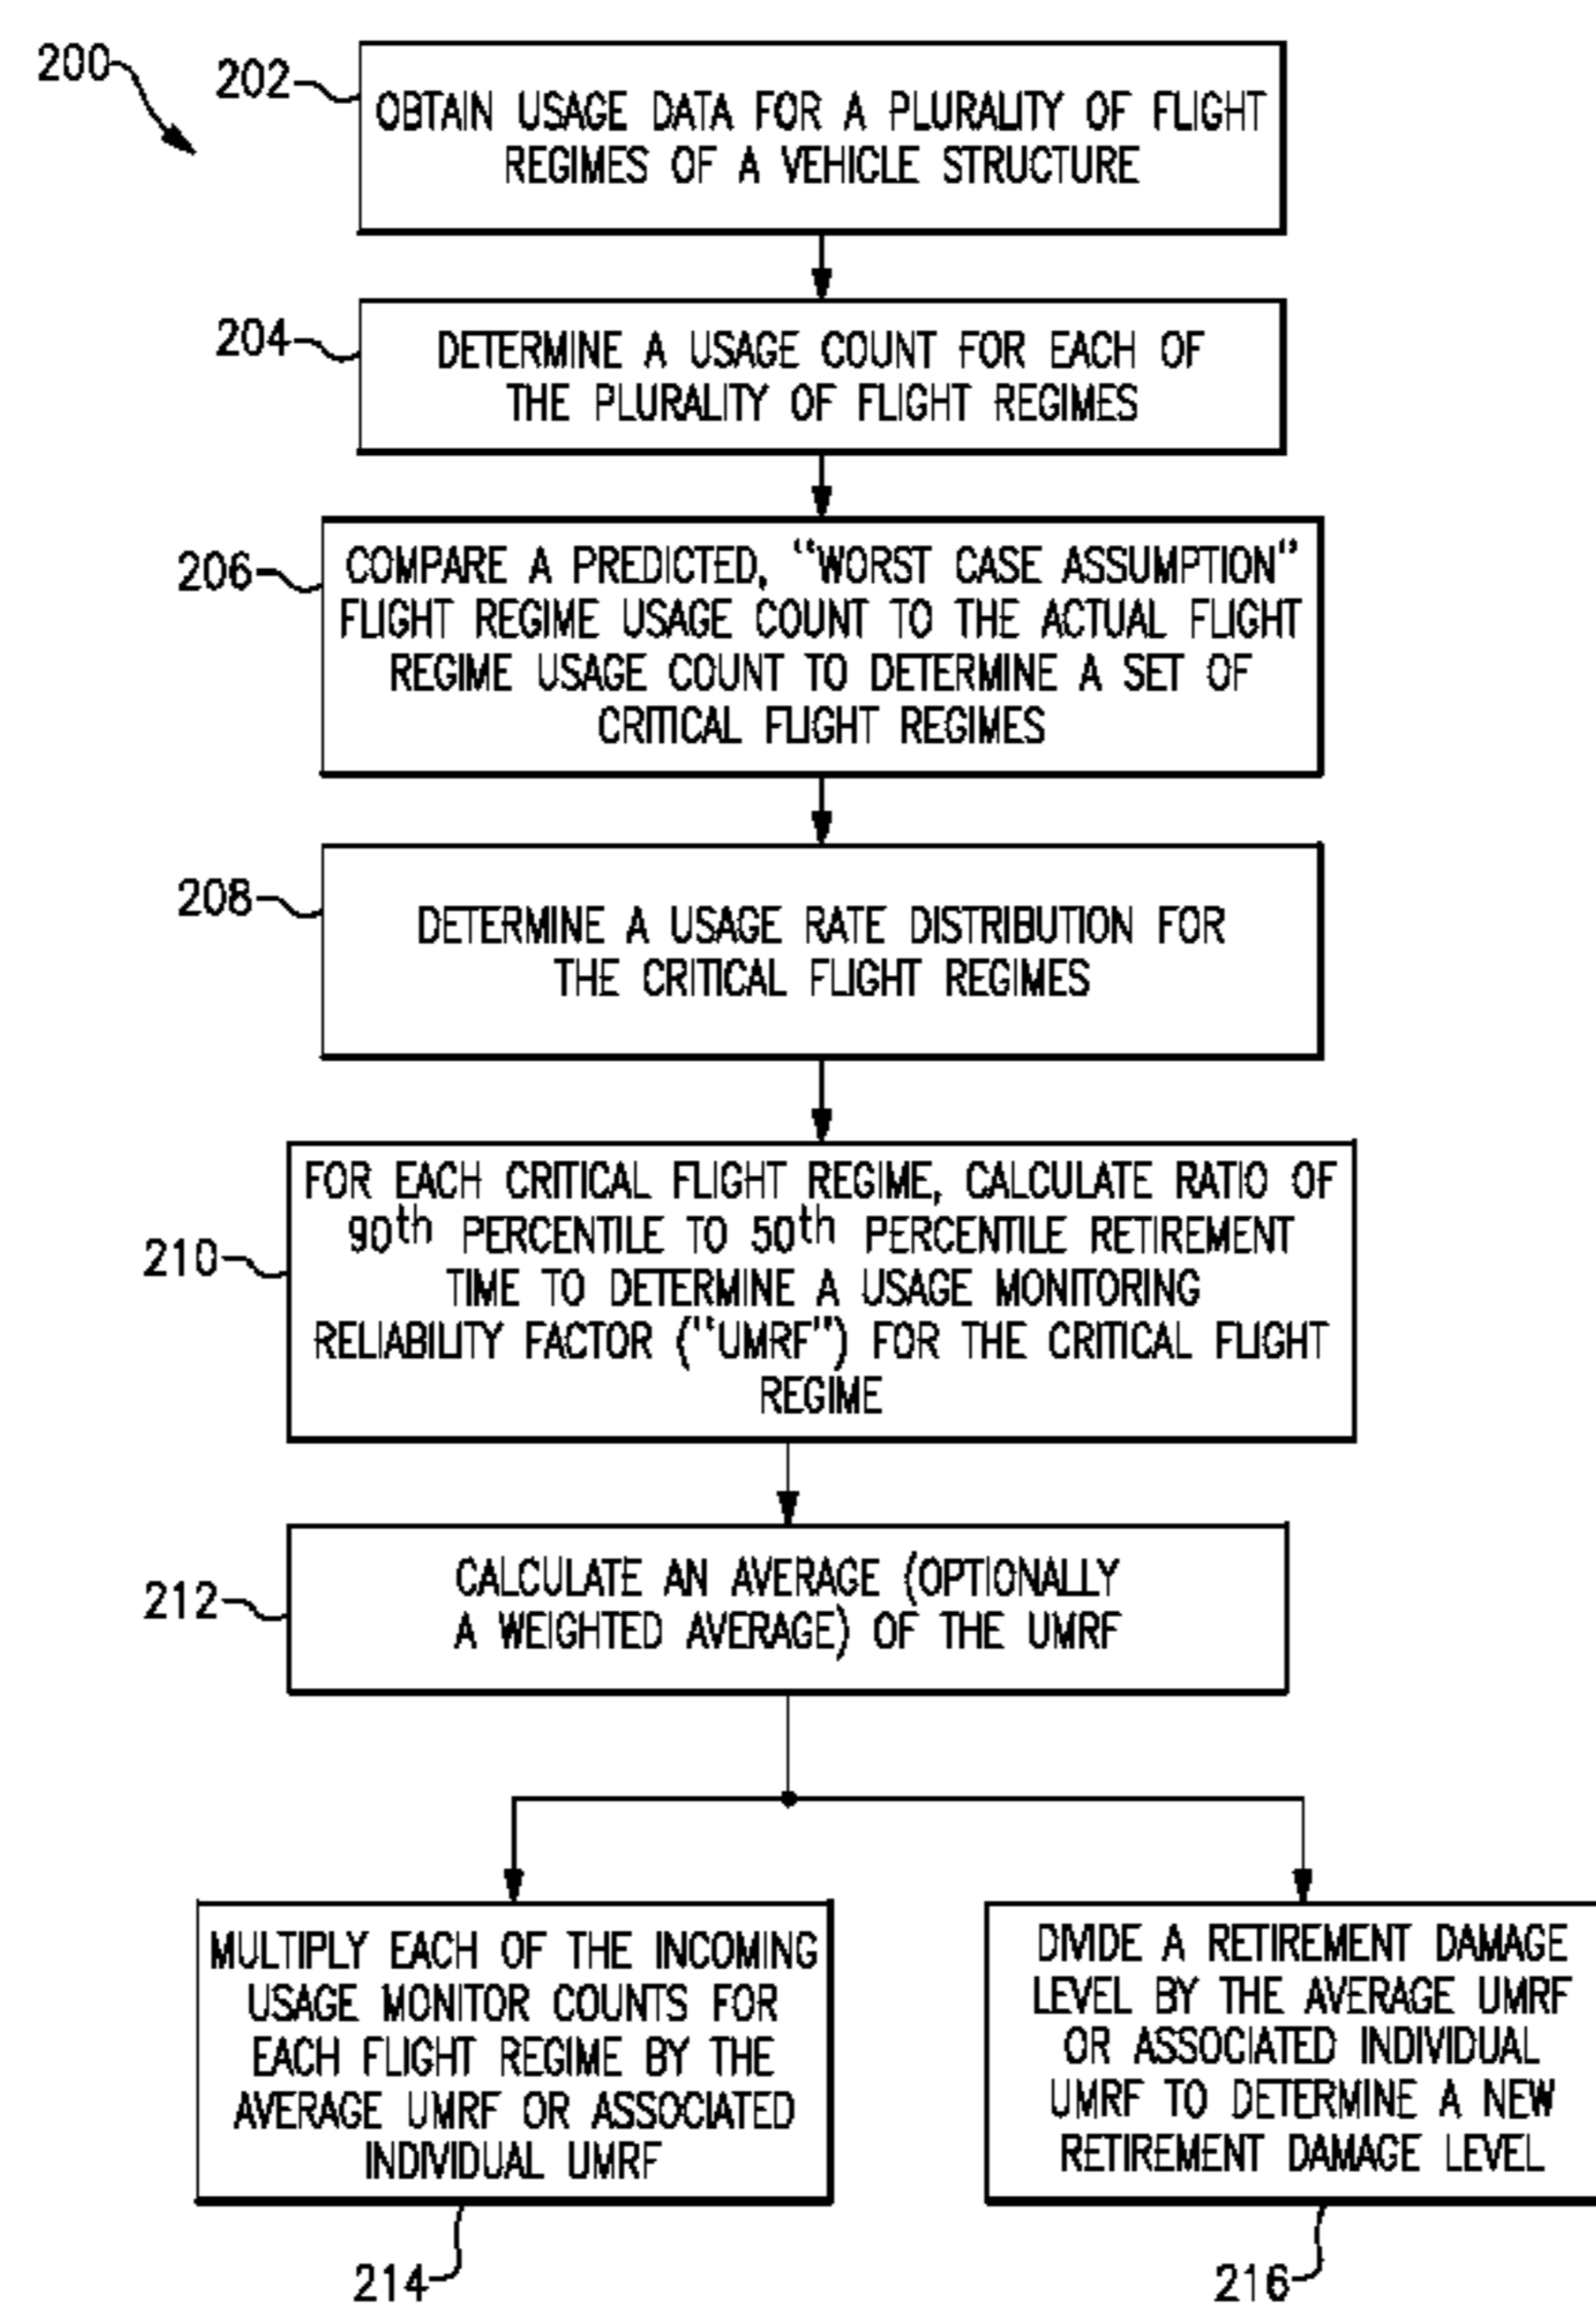 200
202
OBTAIN USAGE DATA FOR A PLURALITY OF FLIGHT
REGIMES OF A VEHICLE STRUCTURE
204
DETERMINE A USAGE COUNT FOR EACH OF
THE PLURALITY OF FLIGHT REGIMES
206
COMPARE A PREDICTED, "WORST CASE ASSUMPTION"
FLIGHT REGIME USAGE COUNT TO THE ACTUAL FLIGHT
REGIME USAGE COUNT TO DETERMINE A SET OF
CRITICAL FLIGHT REGIMES
208
DETERMINE A USAGE RATE DISTRIBUTION FOR
THE CRITICAL FLIGHT REGIMES
210
FOR EACH CRITICAL FLIGHT REGIME, CALCULATE RATIO OF
90th PERCENTILE TO 50th PERCENTILE RETIREMENT
TIME TO DETERMINE A USAGE MONITORING
RELIABILITY FACTOR ("UMRF") FOR THE CRITICAL FLIGHT
REGIME
212
CALCULATE AN AVERAGE (OPTIONALLY
A WEIGHTED AVERAGE) OF THE UMRF
MULTIPLY EACH OF THE INCOMING
USAGE MONITOR COUNTS FOR
EACH FLIGHT REGIME BY THE
AVERAGE UMRF OR ASSOCIATED
INDIVIDUAL UMRF
214
DIVIDE A RETIREMENT DAMAGE
LEVEL BY THE AVERAGE UMRF
OR ASSOCIATED INDIVIDUAL
UMRF TO DETERMINE A NEW
RETIREMENT DAMAGE LEVEL
216